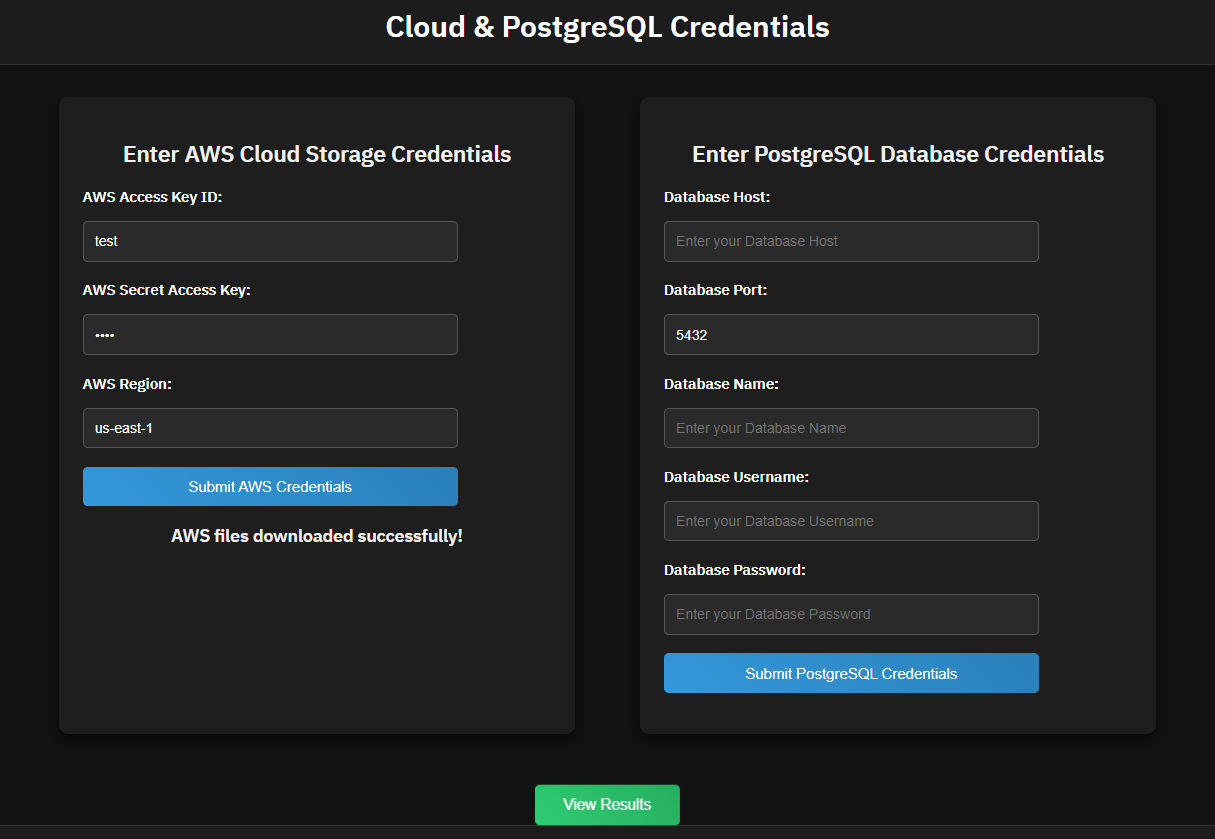 Cloud & PostgreSQL Credentials
Enter AWS Cloud Storage Credentials
AWS Access Key ID:
test
AWS Secret Access Key:
••••
AWS Region:
us-east-1
Submit AWS Credentials
AWS files downloaded successfully!
Enter PostgreSQL Database Credentials
Database Host:
Enter your Database Host
Database Port:
5432
Database Name:
Enter your Database Name
Database Username:
Enter your Database Username
Database Password:
Enter your Database Password
Submit PostgreSQL Credentials
View Results